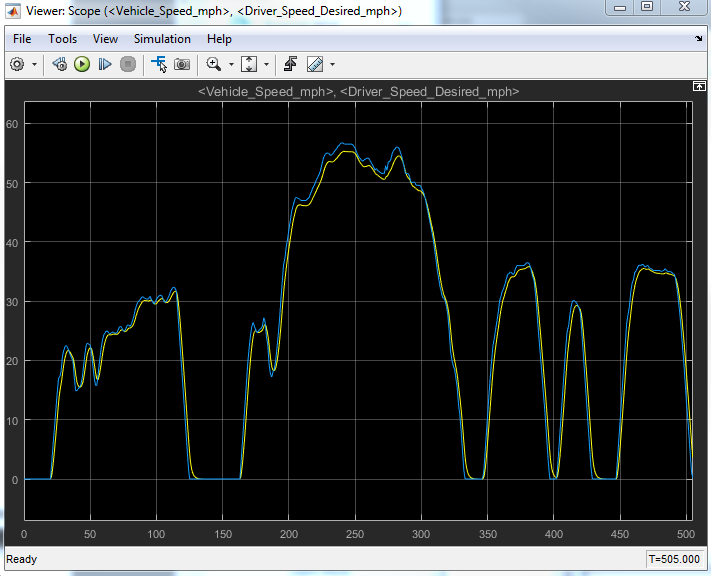 Viewer: Scope (<Vehicle_Speed_mph>, <Driver_Speed_Desired_mph>)
File Tools View Simulation Help
<Vehicle_Speed_mph>, <Driver_Speed_Desired_mph>
60
50
40
30
20
10
0
0 50 100 150 200 250 300 350 400 450 500
Ready T=505.000